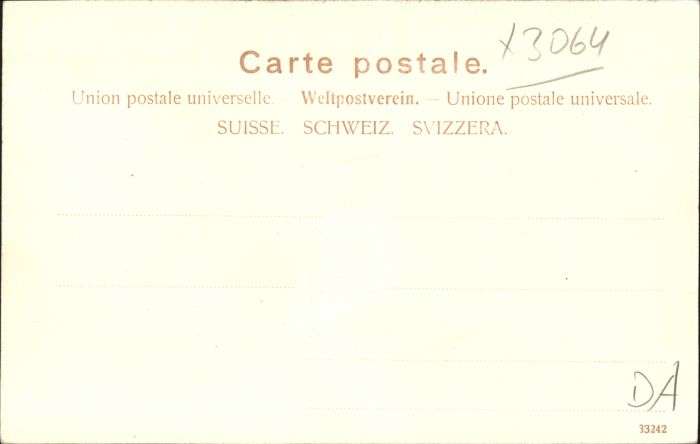 x3064
Carte postale.
Union postale universelle. – Weltpostverein. – Unione postale universale.
SUISSE. SCHWEIZ. SVIZZERA.
DA
33242